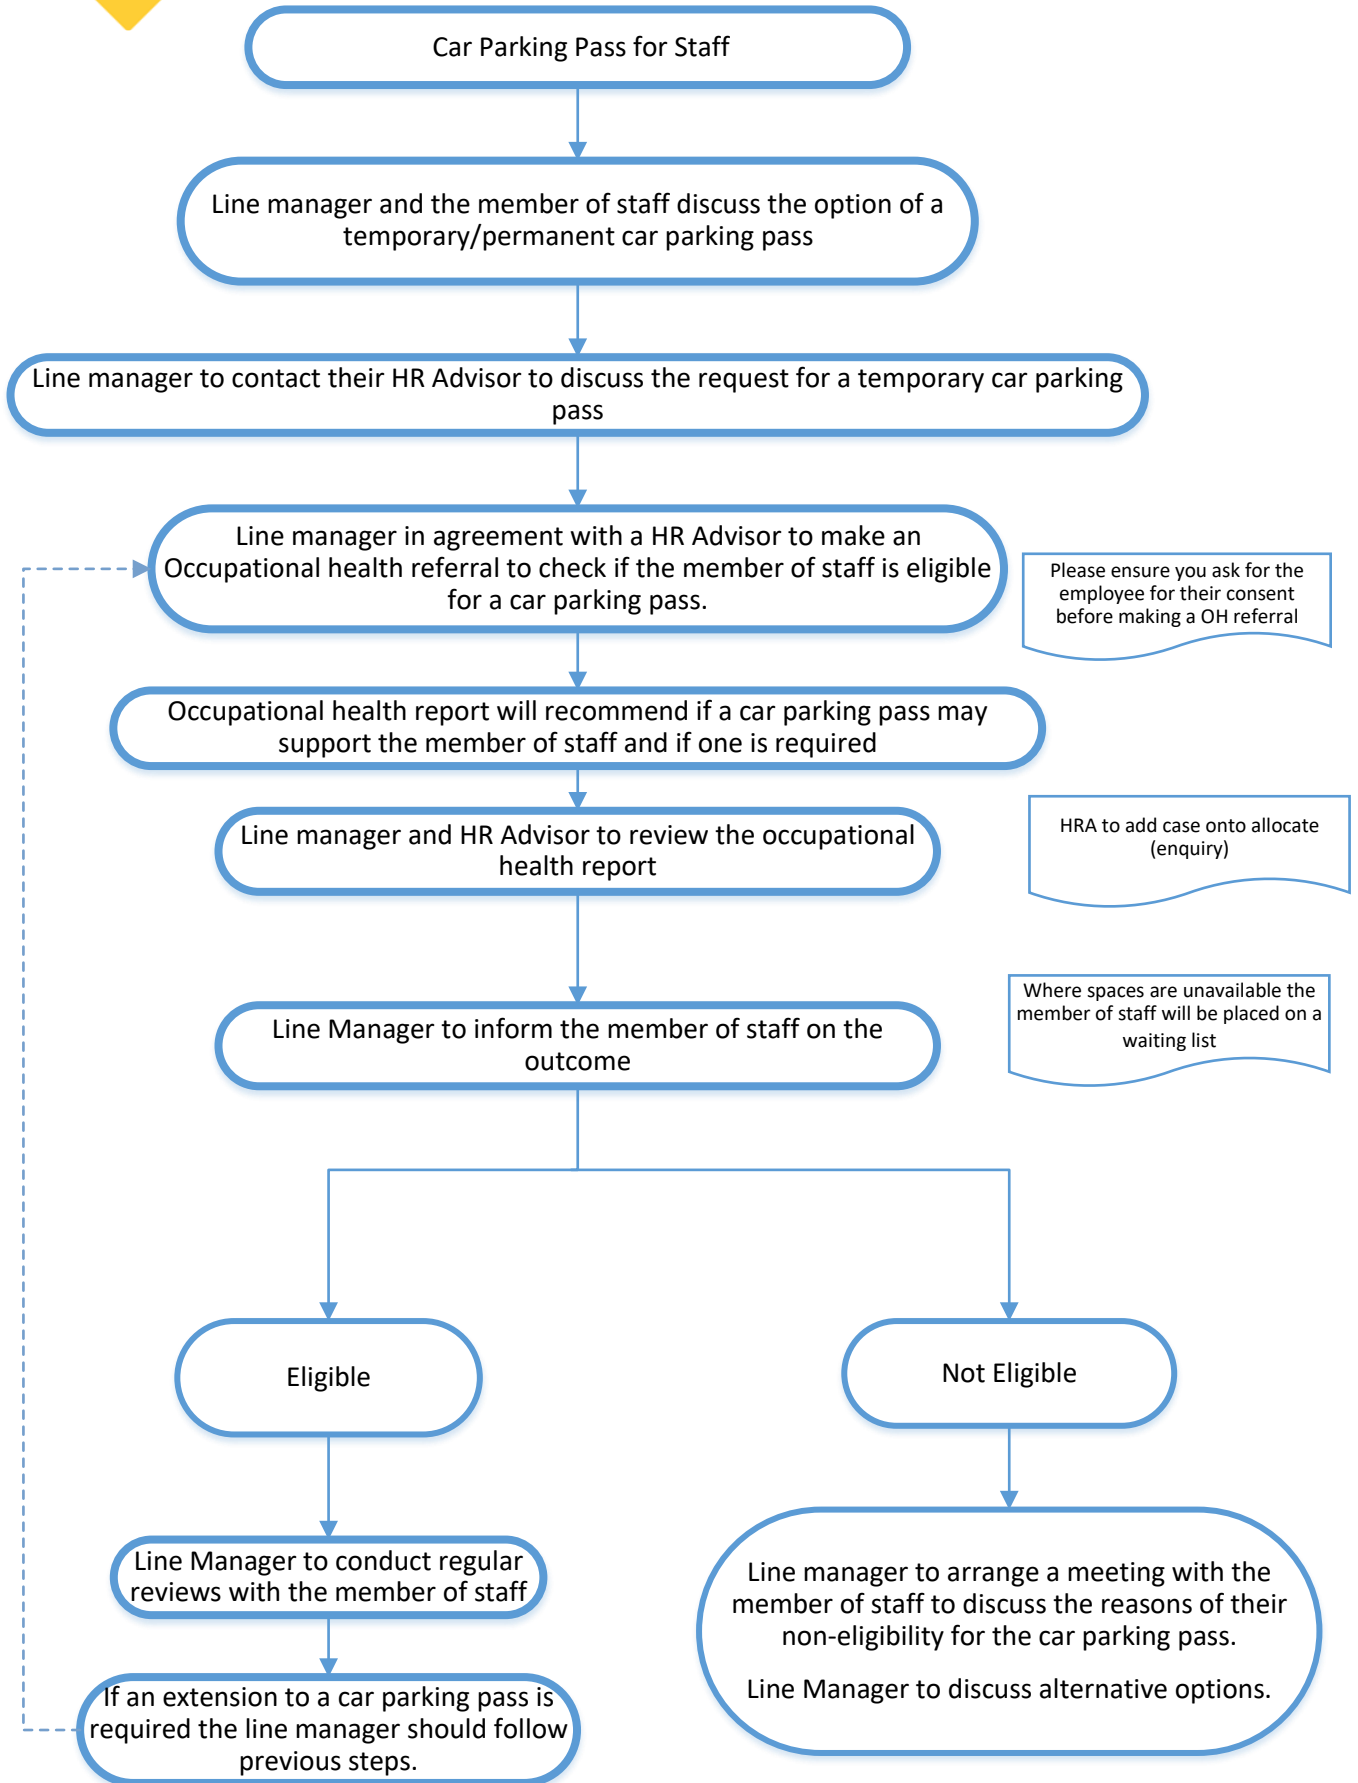 Car Parking Pass for Staff
Line manager and the member of staff discuss the option of a
temporary/permanent car parking pass
Line manager to contact their HR Advisor to discuss the request for a temporary car parking
pass
Line manager in agreement with a HR Advisor to make an
Occupational health referral to check if the member of staff is eligible
for a car parking pass.
Please ensure you ask for the
employee for their consent
before making a OH referral
Occupational health report will recommend if a car parking pass may
support the member of staff and if one is required
Line manager and HR Advisor to review the occupational
health report
HRA to add case onto allocate
(enquiry)
Where spaces are unavailable the
member of staff will be placed on a
waiting list
Line Manager to inform the member of staff on the
outcome
Eligible
Not Eligible
Line Manager to conduct regular
reviews with the member of staff
If an extension to a car parking pass is
required the line manager should follow
previous steps.
Line manager to arrange a meeting with the
member of staff to discuss the reasons of their
non-eligibility for the car parking pass.
Line Manager to discuss alternative options.